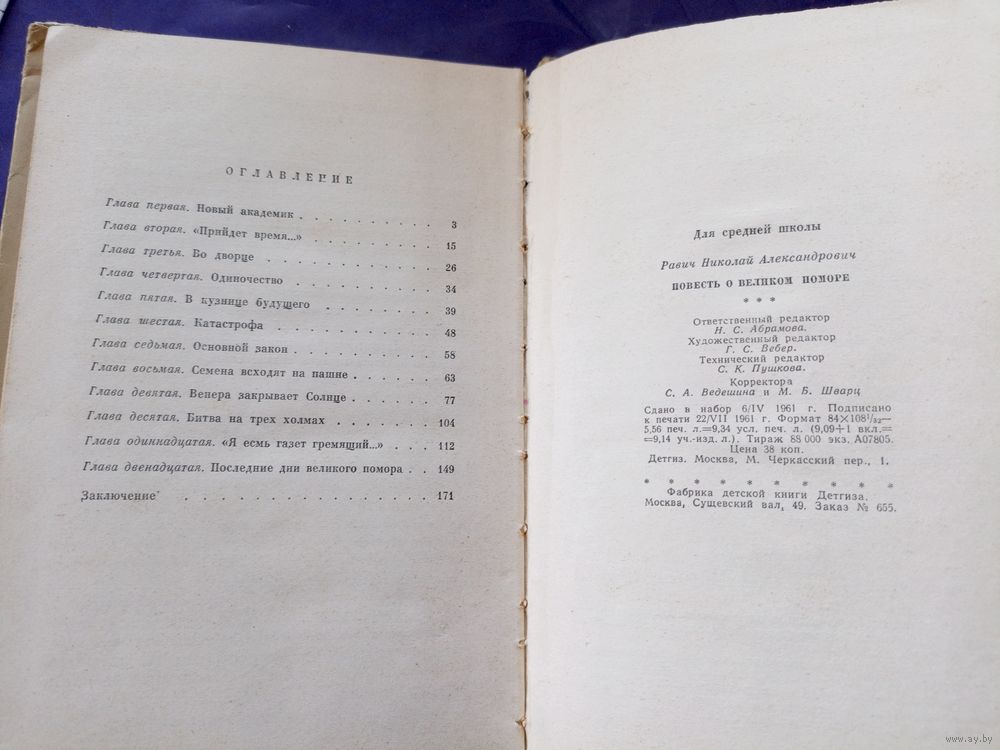 ОГЛАВЛЕНИЕ
Глава первая. Новый академик . . . . . . . . . . 3
Глава вторая. «Прийдет время...» . . . . . . . . . 15
Глава третья. Во дворце . . . . . . . . . . . . 26
Глава четвертая. Одиночество . . . . . . . . . . 34
Глава пятая. В кузнице будущего . . . . . . . . . 39
Глава шестая. Катастрофа . . . . . . . . . . . 48
Глава седьмая. Основной закон . . . . . . . . . . 58
Глава восьмая. Семена всходят на пашне . . . . . . 63
Глава девятая. Венера закрывает Солнце . . . . . . 77
Глава десятая. Битва на трех холмах . . . . . . . 104
Глава одиннадцатая. «Я есмь газет гремящий...» . . . 112
Глава двенадцатая. Последние дни великого помора . . 149
Заключение . . . . . . . . . . . . . . . 171
Для средней школы
Равич Николай Александрович
ПОВЕСТЬ О ВЕЛИКОМ ПОМОРЕ
* * *
Ответственный редактор
Н. С. Абрамова.
Художественный редактор
Г. С. Вебер.
Технический редактор
С. К. Пушкова.
Корректора
С. А. Ведешина и М. Б. Шварц
Сдано в набор 6/IV 1961 г. Подписано
к печати 22/VII 1961 г. Формат 84×108¹/₃₂—
5,56 печ. л.=9,34 усл. печ. л. (9,09+1 вкл.=
=9,14 уч.-изд. л.). Тираж 88 000 экз. А07805.
Цена 38 коп.
Детгиз. Москва, М. Черкасский пер., 1.
* * * * * * * * * *
Фабрика детской книги Детгиза.
Москва, Сущевский вал, 49. Заказ № 655.
www.ay.by